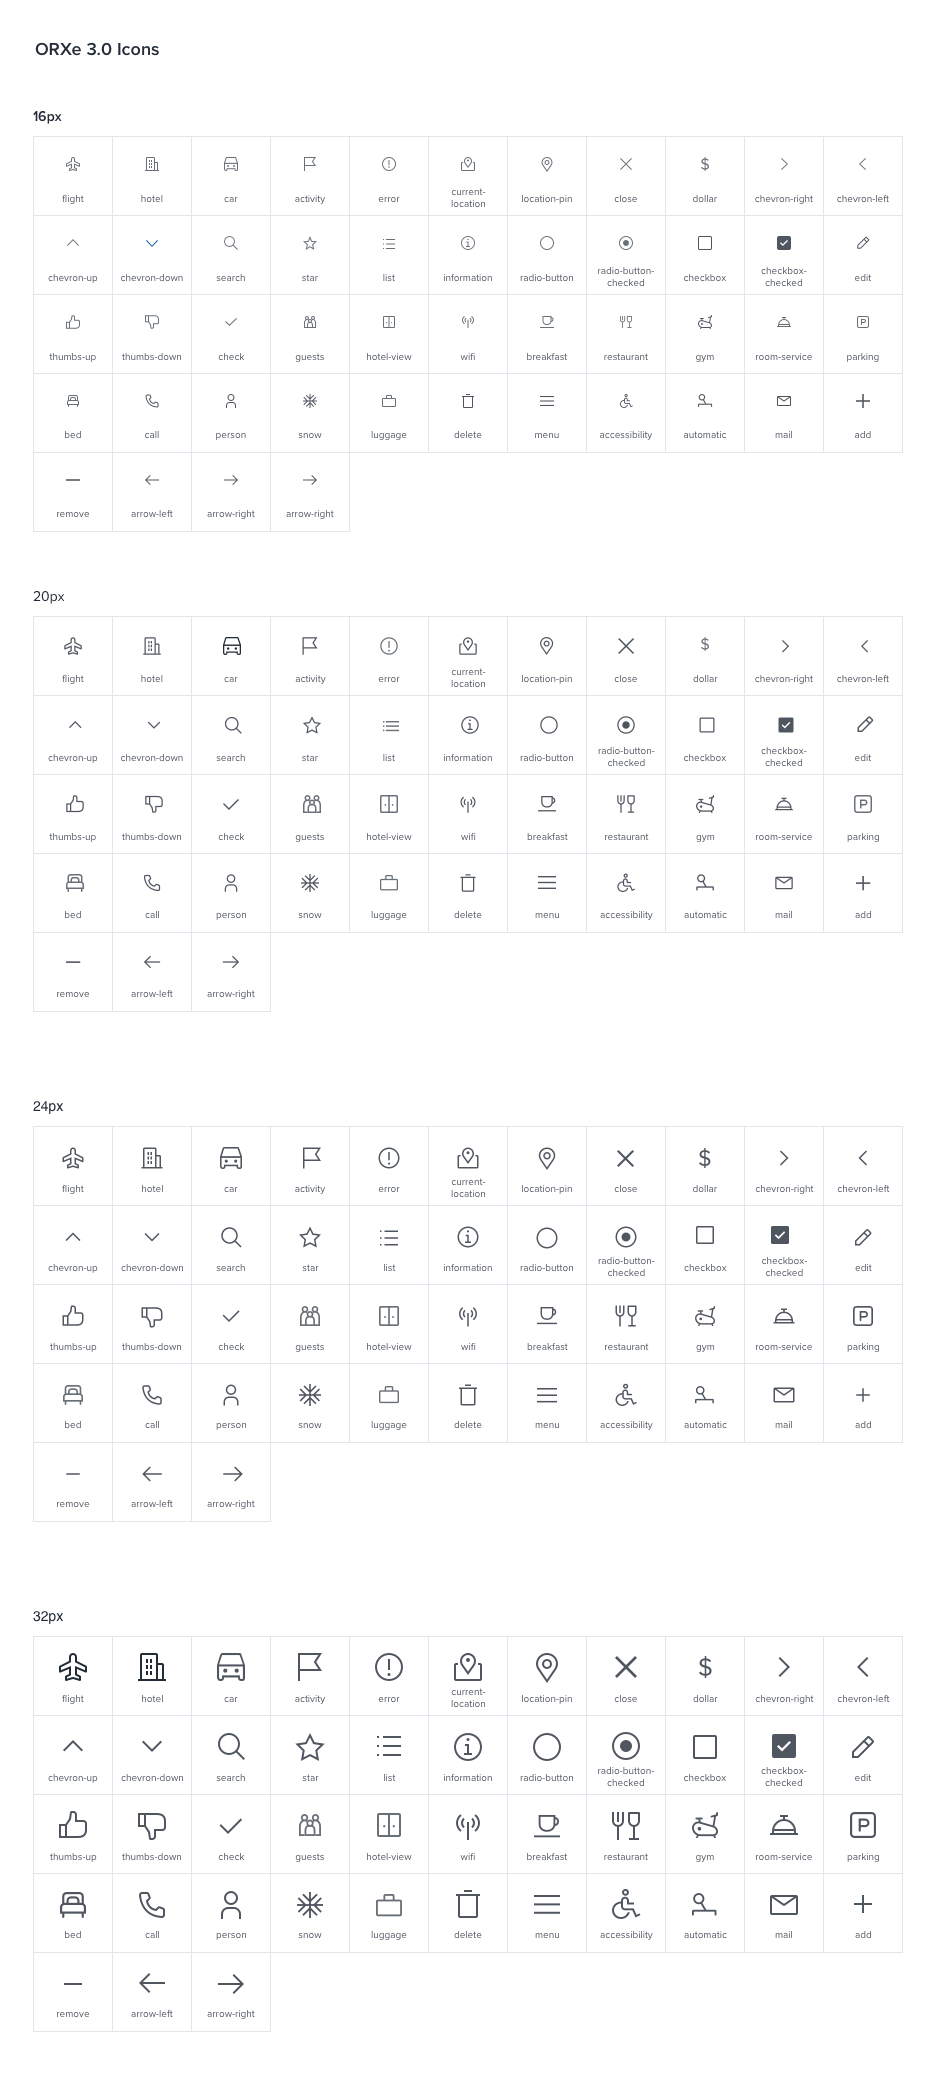 ORXe 3.0 Icons
16px
flight hotel car activity error current-location location-pin close dollar chevron-right chevron-left
chevron-up chevron-down search star list information radio-button radio-button-checked checkbox checkbox-checked edit
thumbs-up thumbs-down check guests hotel-view wifi breakfast restaurant gym room-service parking
bed call person snow luggage delete menu accessibility automatic mail add
remove arrow-left arrow-right arrow-right
20px
flight hotel car activity error current-location location-pin close dollar chevron-right chevron-left
chevron-up chevron-down search star list information radio-button radio-button-checked checkbox checkbox-checked edit
thumbs-up thumbs-down check guests hotel-view wifi breakfast restaurant gym room-service parking
bed call person snow luggage delete menu accessibility automatic mail add
remove arrow-left arrow-right
24px
flight hotel car activity error current-location location-pin close dollar chevron-right chevron-left
chevron-up chevron-down search star list information radio-button radio-button-checked checkbox checkbox-checked edit
thumbs-up thumbs-down check guests hotel-view wifi breakfast restaurant gym room-service parking
bed call person snow luggage delete menu accessibility automatic mail add
remove arrow-left arrow-right
32px
flight hotel car activity error current-location location-pin close dollar chevron-right chevron-left
chevron-up chevron-down search star list information radio-button radio-button-checked checkbox checkbox-checked edit
thumbs-up thumbs-down check guests hotel-view wifi breakfast restaurant gym room-service parking
bed call person snow luggage delete menu accessibility automatic mail add
remove arrow-left arrow-right